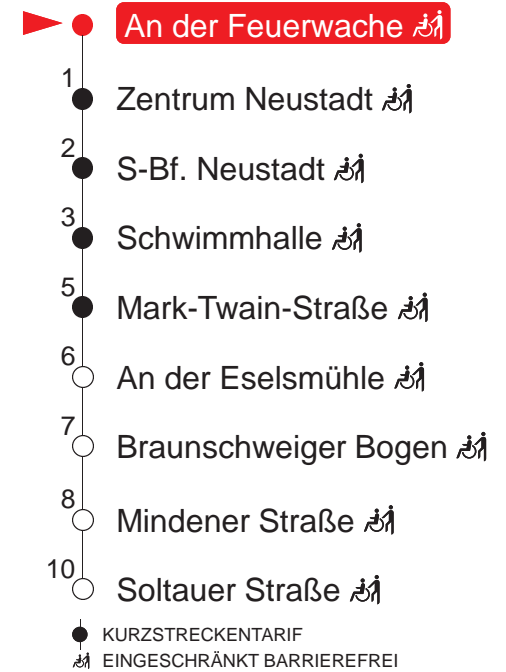 An der Feuerwache
1
Zentrum Neustadt
2
S-Bf. Neustadt
3
Schwimmhalle
5
Mark-Twain-Straße
6
An der Eselsmühle
7
Braunschweiger Bogen
8
Mindener Straße
10
Soltauer Straße
KURZSTRECKENTARIF
EINGESCHRÄNKT BARRIEREFREI